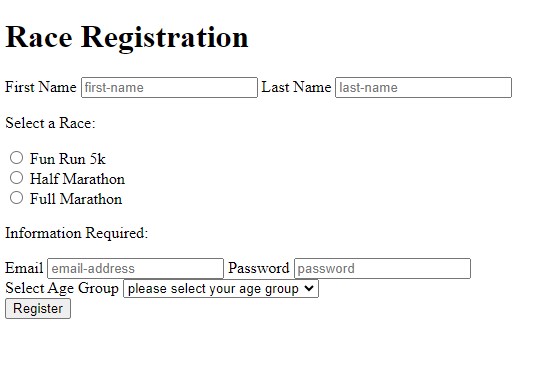 Race Registration
First Name first-name Last Name last-name
Select a Race:
Fun Run 5k
Half Marathon
Full Marathon
Information Required:
Email email-address Password password
Select Age Group please select your age group
Register